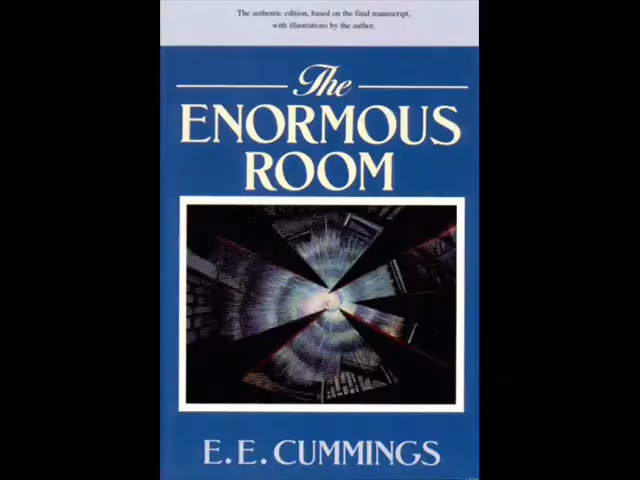 The authentic edition, based on the final manuscript,
with illustrations by the author.
The
ENORMOUS
ROOM
E. E. CUMMINGS